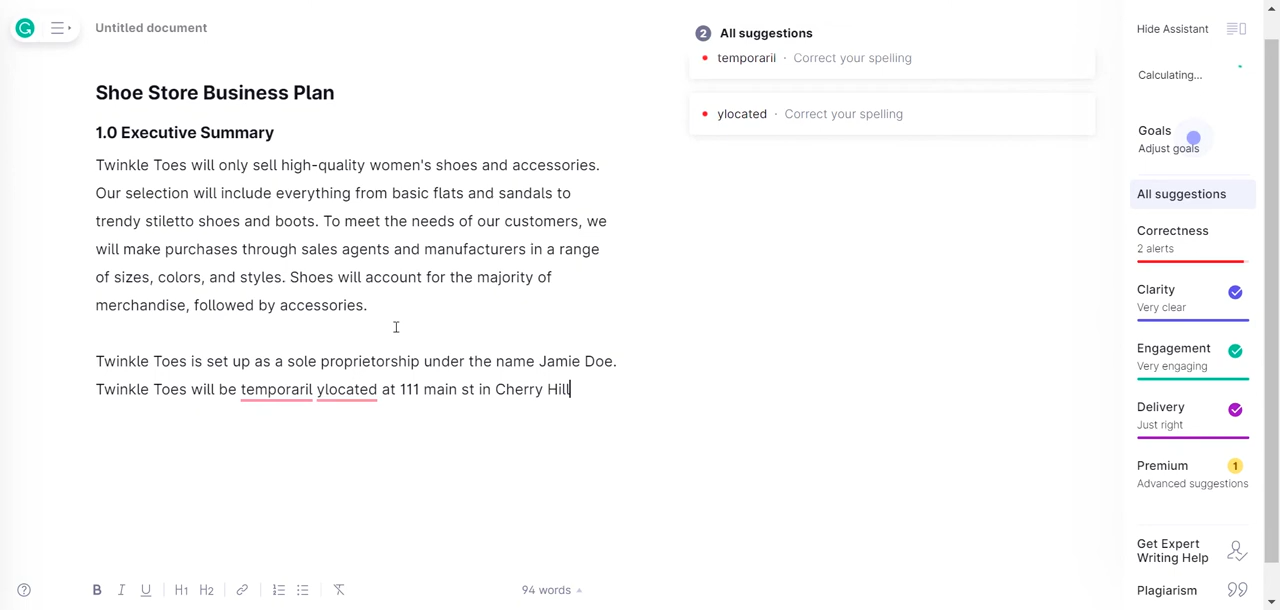 Untitled document
Shoe Store Business Plan
1.0 Executive Summary
Twinkle Toes will only sell high-quality women's shoes and accessories.
Our selection will include everything from basic flats and sandals to
trendy stiletto shoes and boots. To meet the needs of our customers, we
will make purchases through sales agents and manufacturers in a range
of sizes, colors, and styles. Shoes will account for the majority of
merchandise, followed by accessories.
Twinkle Toes is set up as a sole proprietorship under the name Jamie Doe.
Twinkle Toes will be temporaril ylocated at 111 main st in Cherry Hill
B I U H1 H2
94 words
2 All suggestions
temporaril · Correct your spelling
ylocated · Correct your spelling
Hide Assistant
Calculating...
Goals
Adjust goals
All suggestions
Correctness
2 alerts
Clarity
Very clear
Engagement
Very engaging
Delivery
Just right
Premium 1
Advanced suggestions
Get Expert
Writing Help
Plagiarism